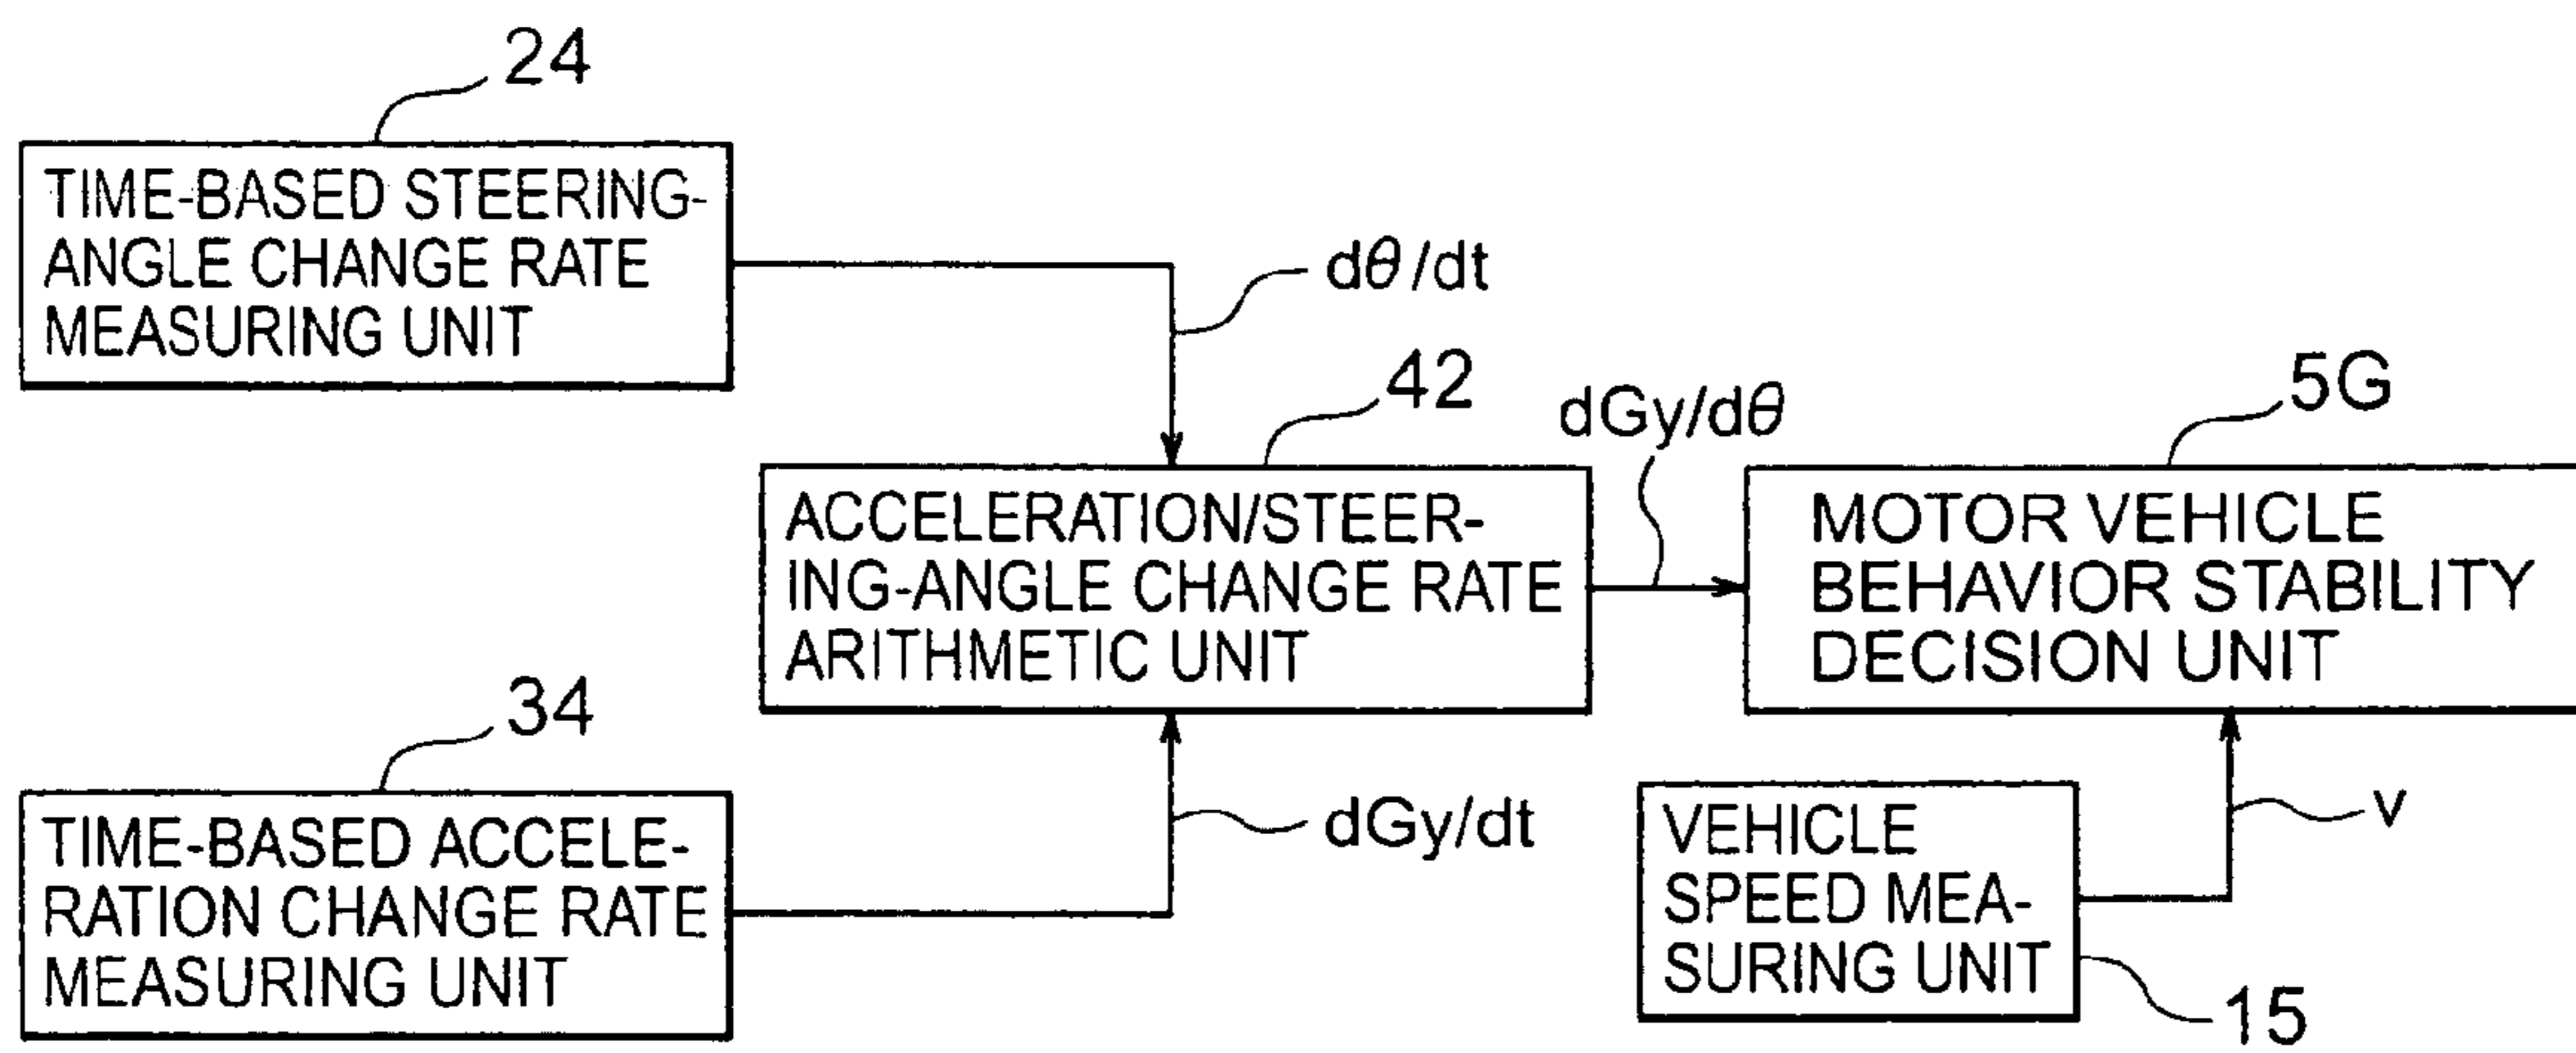 24
TIME-BASED STEERING-
ANGLE CHANGE RATE
MEASURING UNIT
dθ/dt
42
ACCELERATION/STEER-
ING-ANGLE CHANGE RATE
ARITHMETIC UNIT
dGy/dθ
5G
MOTOR VEHICLE
BEHAVIOR STABILITY
DECISION UNIT
34
TIME-BASED ACCELE-
RATION CHANGE RATE
MEASURING UNIT
dGy/dt
VEHICLE
SPEED MEA-
SURING UNIT
v
15